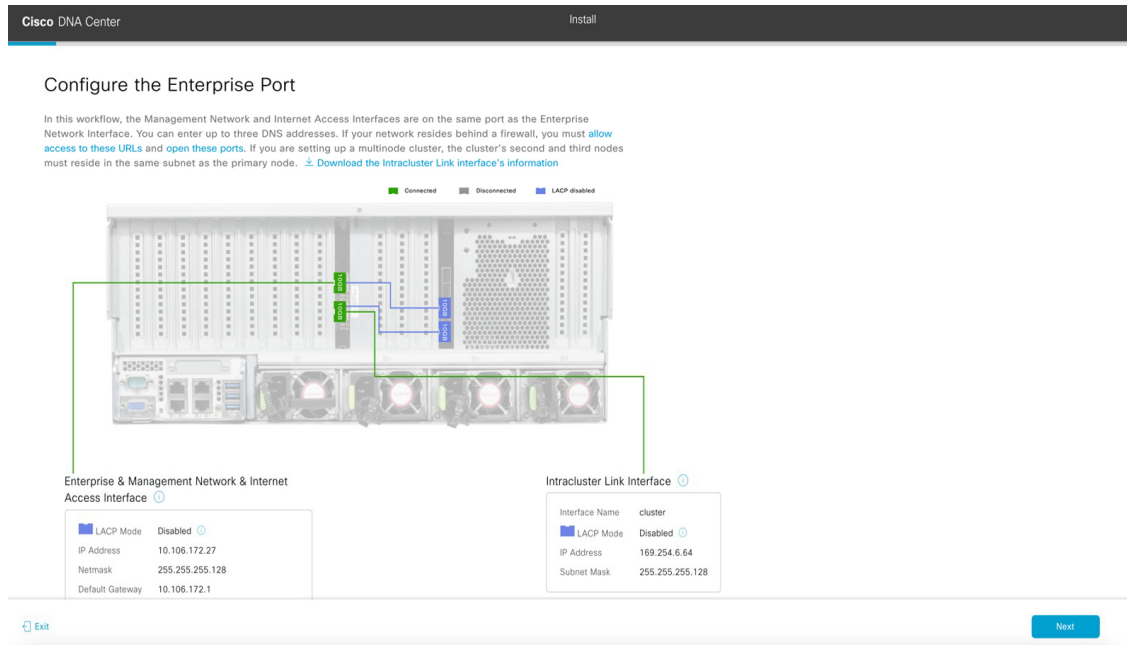 Cisco DNA Center
Install
Configure the Enterprise Port
In this workflow, the Management Network and Internet Access Interfaces are on the same port as the Enterprise
Network Interface. You can enter up to three DNS addresses. If your network resides behind a firewall, you must allow
access to these URLs and open these ports. If you are setting up a multinode cluster, the cluster's second and third nodes
must reside in the same subnet as the primary node. Download the Intracluster Link interface's information
Connected
Disconnected
LACP disabled
10GB
10GB
10GB
10GB
Enterprise & Management Network & Internet
Access Interface
LACP Mode Disabled
IP Address 10.106.172.27
Netmask 255.255.255.128
Default Gateway 10.106.172.1
Intracluster Link Interface
Interface Name cluster
LACP Mode Disabled
IP Address 169.254.6.64
Subnet Mask 255.255.255.128
Exit
Next